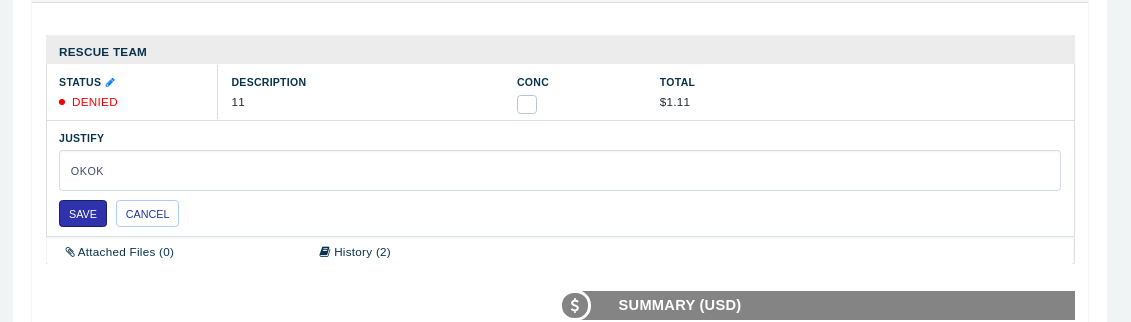 RESCUE TEAM
STATUS DESCRIPTION CONC TOTAL
DENIED 11 $1.11
JUSTIFY
OKOK
SAVE CANCEL
Attached Files (0) History (2)
$ SUMMARY (USD)